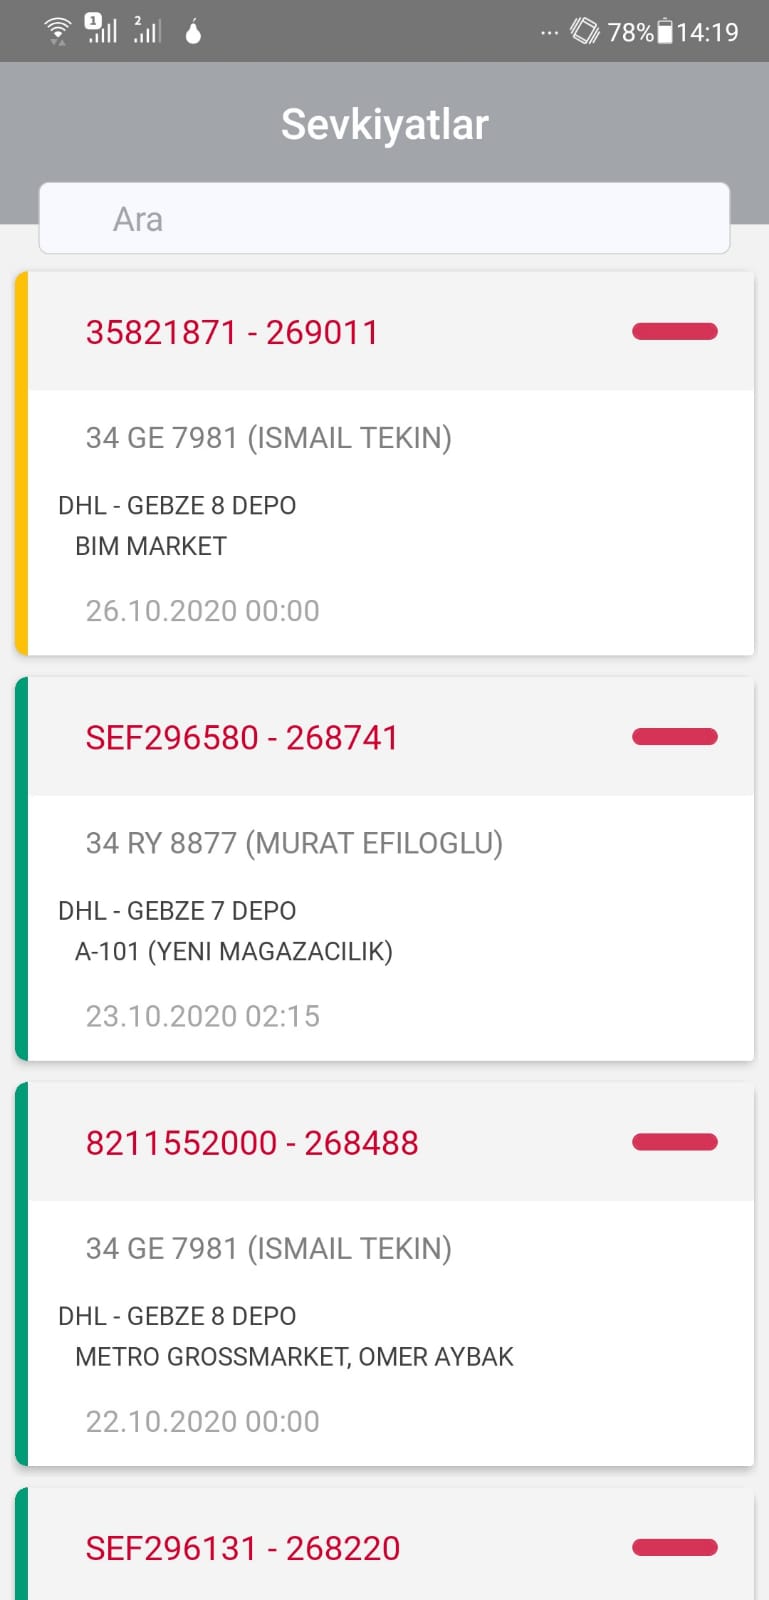 1 2 ... 78% 14:19
Sevkiyatlar
Ara
35821871 - 269011
34 GE 7981 (ISMAIL TEKIN)
DHL - GEBZE 8 DEPO
BIM MARKET
26.10.2020 00:00
SEF296580 - 268741
34 RY 8877 (MURAT EFILOGLU)
DHL - GEBZE 7 DEPO
A-101 (YENI MAGAZACILIK)
23.10.2020 02:15
8211552000 - 268488
34 GE 7981 (ISMAIL TEKIN)
DHL - GEBZE 8 DEPO
METRO GROSSMARKET, OMER AYBAK
22.10.2020 00:00
SEF296131 - 268220